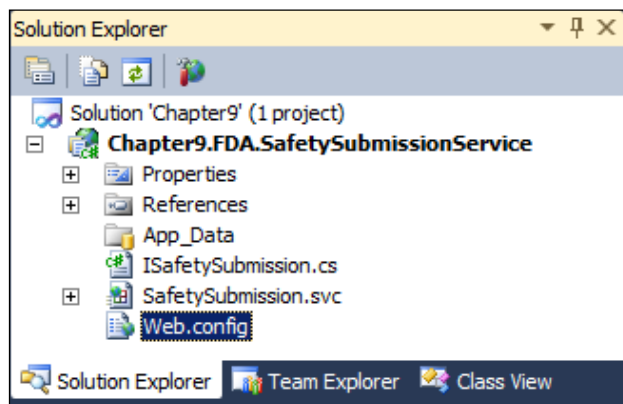 Solution Explorer
Solution 'Chapter9' (1 project)
Chapter9.FDA.SafetySubmissionService
Properties
References
App_Data
ISafetySubmission.cs
SafetySubmission.svc
Web.config
Solution Explorer Team Explorer Class View